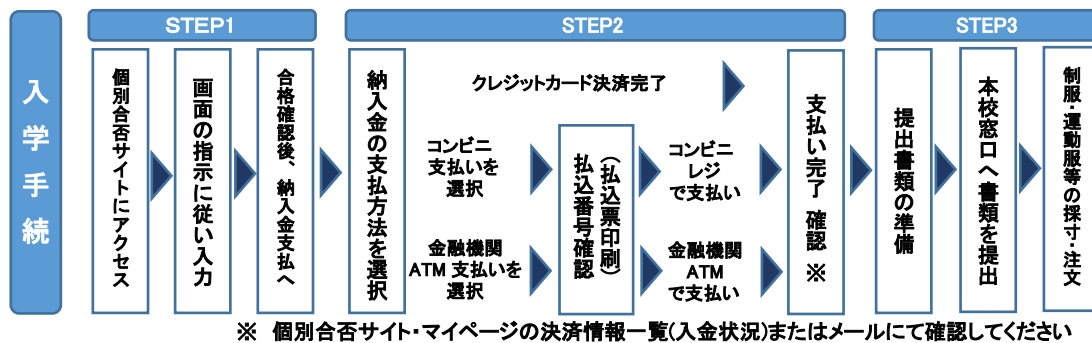 入学手続
STEP1
個別合否サイトにアクセス
画面の指示に従い入力
合格確認後、納入金支払へ
STEP2
納入金の支払方法を選択
クレジットカード決済完了
コンビニ
支払いを
選択
金融機関
ATM 支払いを
選択
払込番号確認
(払込票印刷)
コンビニ
レジ
で支払い
金融機関
ATM
で支払い
支払い完了 確認 ※
STEP3
提出書類の準備
本校窓口へ書類を提出
制服・運動服等の採寸・注文
※ 個別合否サイト・マイページの決済情報一覧(入金状況)またはメールにて確認してください